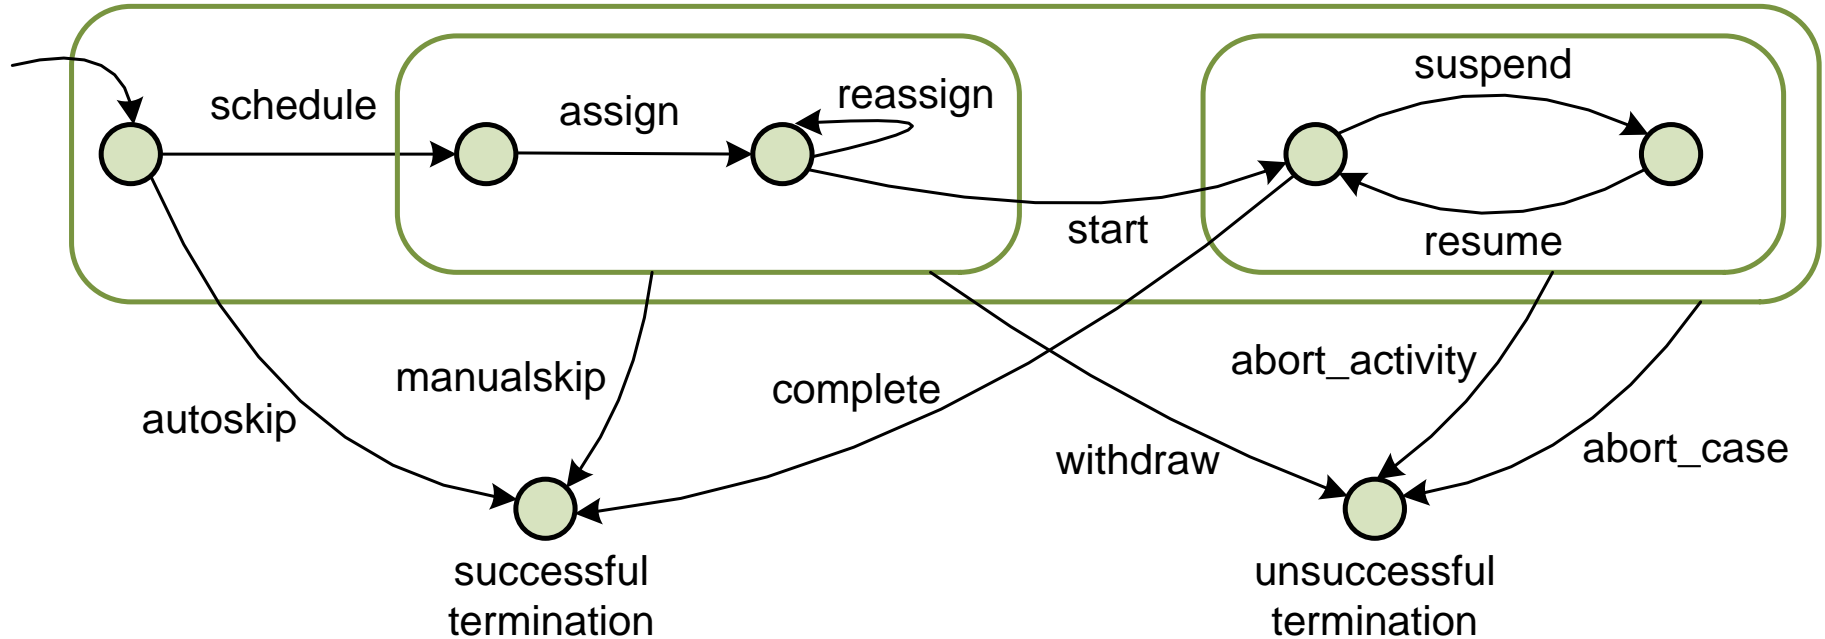 suspend
reassign
schedule
assign
start
resume
abort_activity
manualskip
complete
autoskip
withdraw
abort_case
successful
termination
unsuccessful
termination